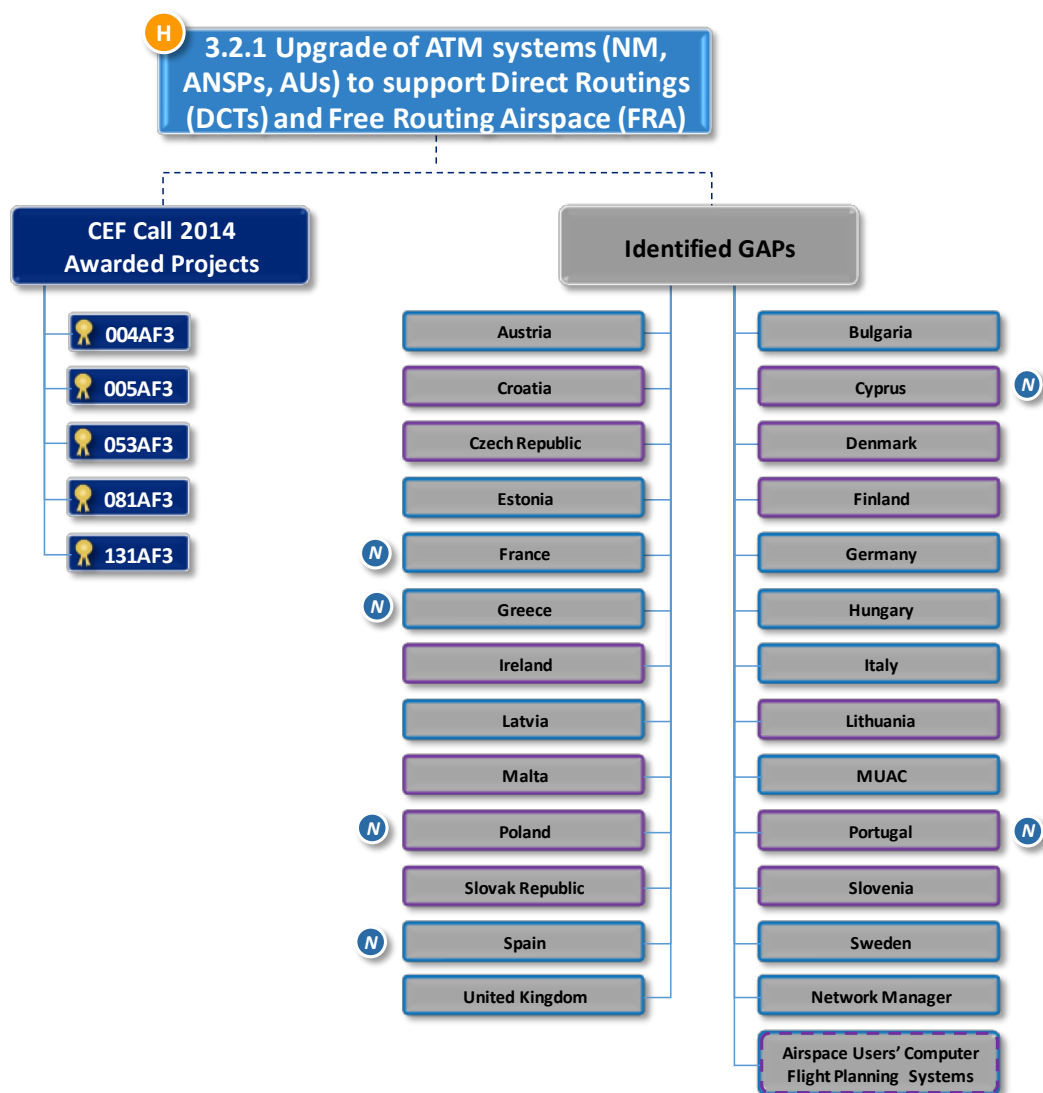 H
3.2.1 Upgrade of ATM systems (NM,
ANSPs, AUs) to support Direct Routings
(DCTs) and Free Routing Airspace (FRA)
CEF Call 2014
Awarded Projects
004AF3
005AF3
053AF3
081AF3
131AF3
Identified GAPs
Austria
Croatia
Czech Republic
Estonia
N
France
N
Greece
Ireland
Latvia
Malta
N
Poland
Slovak Republic
N
Spain
United Kingdom
Bulgaria
Cyprus
N
Denmark
Finland
Germany
Hungary
Italy
Lithuania
MUAC
Portugal
N
Slovenia
Sweden
Network Manager
Airspace Users' Computer
Flight Planning Systems